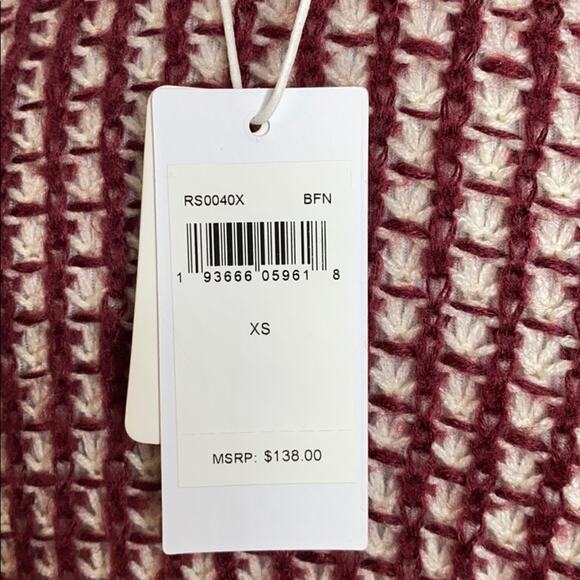 RS0040X BFN
1 93666 05961 8
XS
MSRP: $138.00